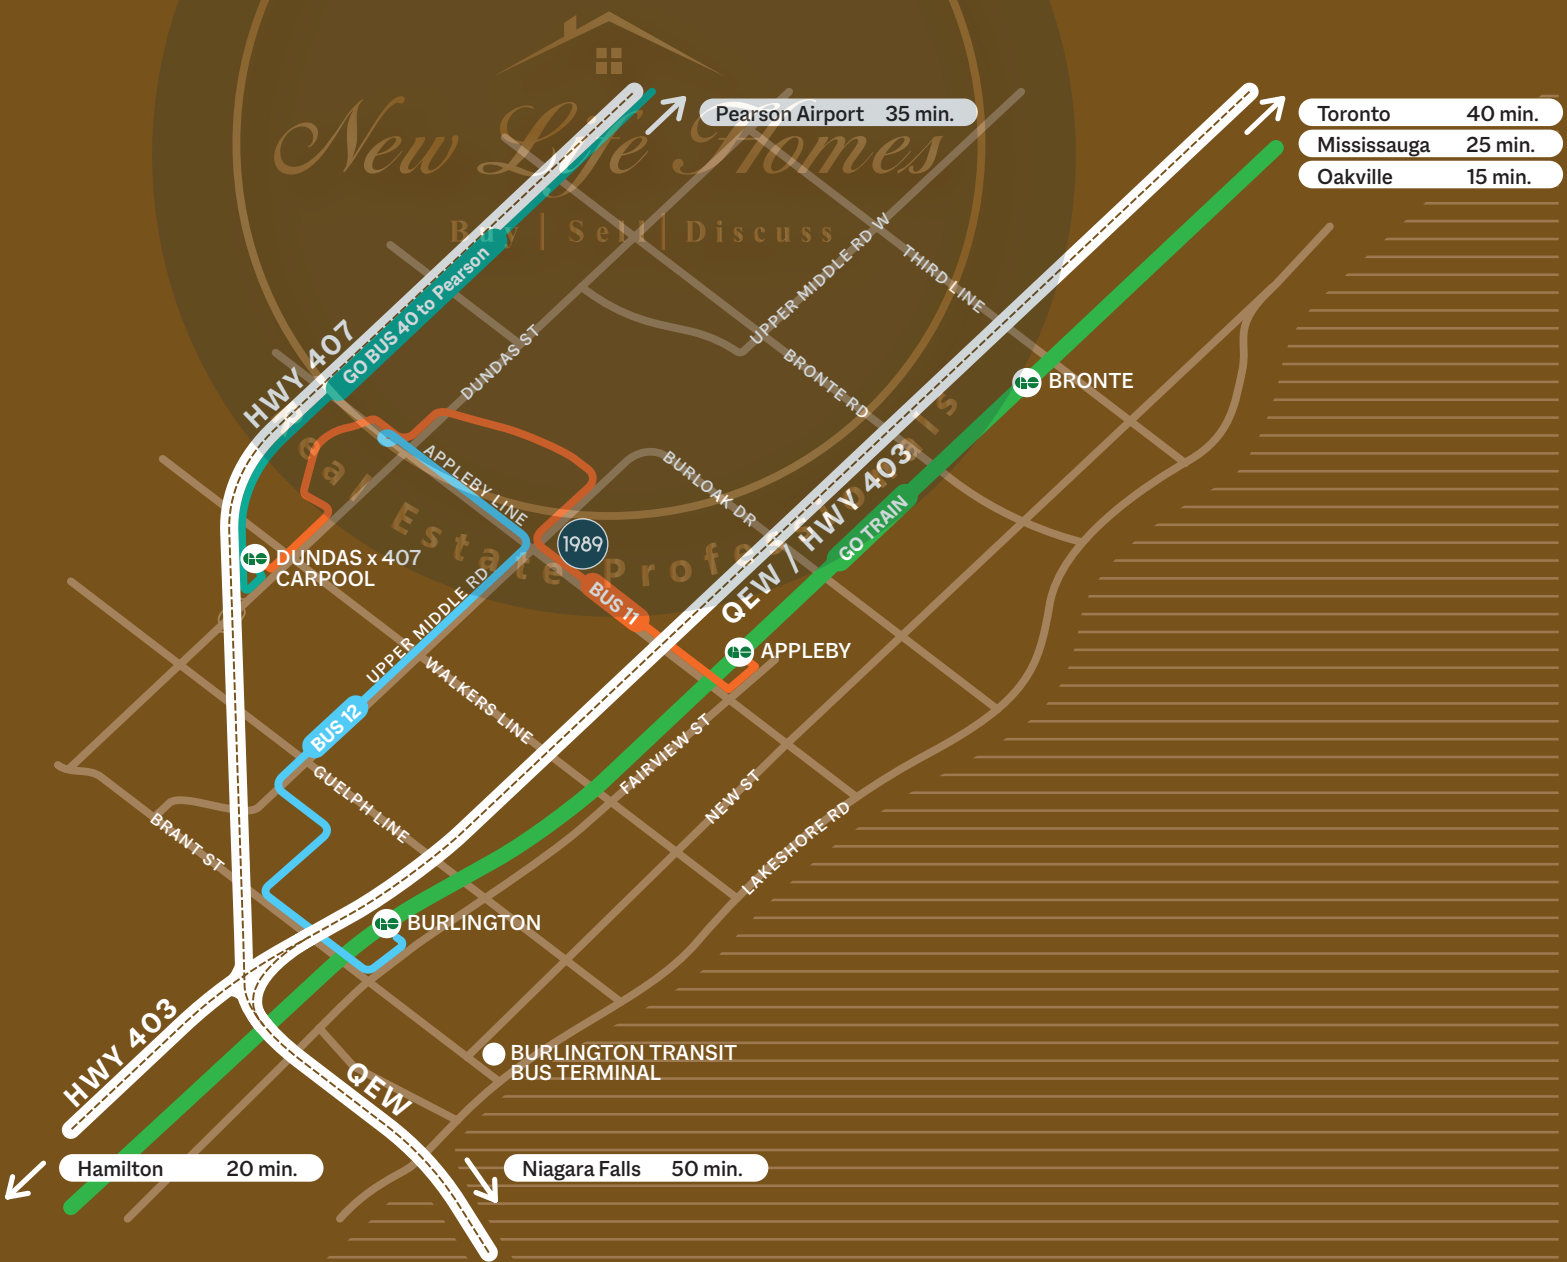 New Life Homes
Buy | Sell | Discuss
Real Estate Professionals
Pearson Airport 35 min.
Toronto 40 min.
Mississauga 25 min.
Oakville 15 min.
HWY 407
GO BUS 40 to Pearson
DUNDAS ST
UPPER MIDDLE RD W
THIRD LINE
BRONTE RD
BRONTE
APPLEBY LINE
BURLOAK DR
QEW / HWY 403
GO TRAIN
1989
DUNDAS x 407
CARPOOL
BUS 11
APPLEBY
UPPER MIDDLE RD
WALKERS LINE
BUS 12
GUELPH LINE
FAIRVIEW ST
NEW ST
LAKESHORE RD
BRANT ST
BURLINGTON
HWY 403
QEW
BURLINGTON TRANSIT
BUS TERMINAL
Hamilton 20 min.
Niagara Falls 50 min.